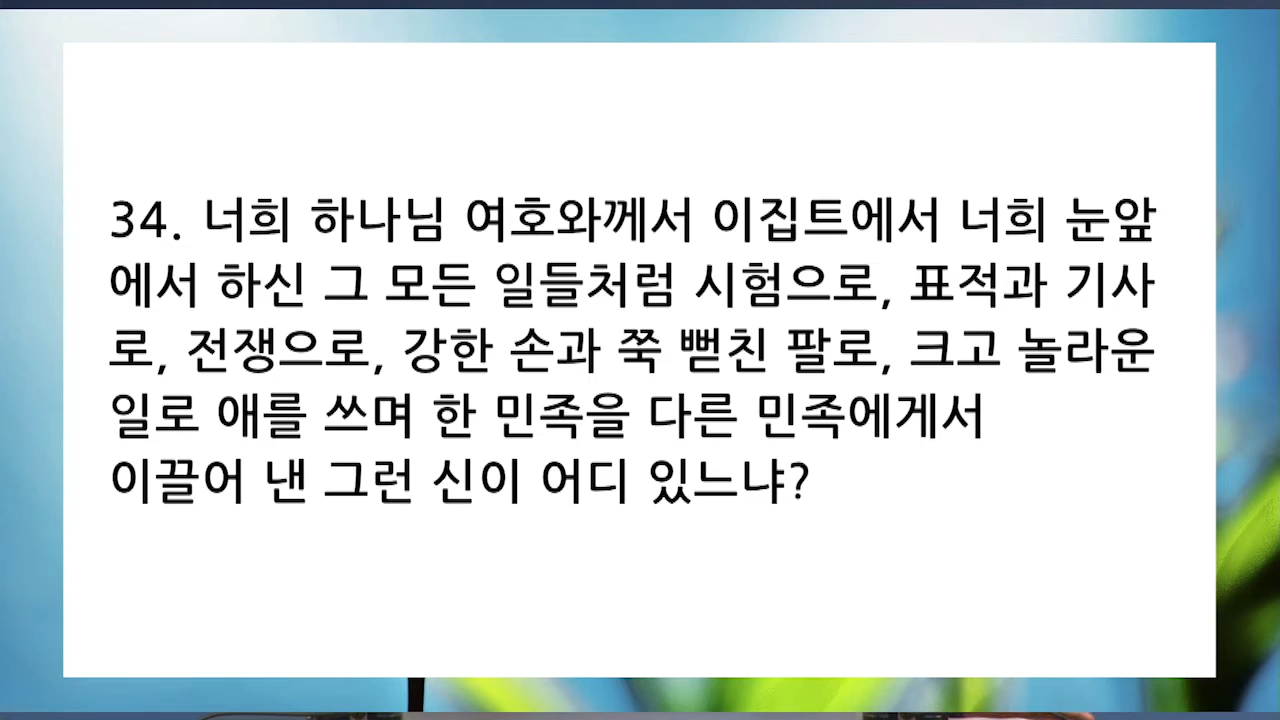 34. 너희 하나님 여호와께서 이집트에서 너희 눈앞
에서 하신 그 모든 일들처럼 시험으로, 표적과 기사
로, 전쟁으로, 강한 손과 쭉 뻗친 팔로, 크고 놀라운
일로 애를 쓰며 한 민족을 다른 민족에게서
이끌어 낸 그런 신이 어디 있느냐?